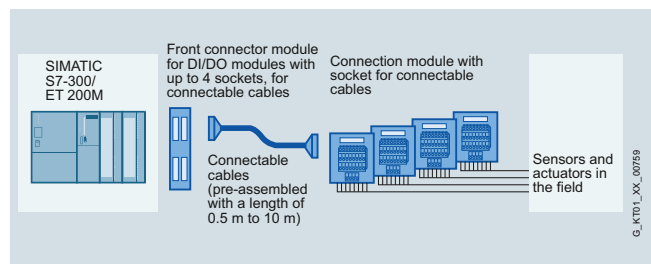 SIMATIC
S7-300/
ET 200M
Front connector module
for DI/DO modules with
up to 4 sockets, for
connectable cables
Connectable
cables
(pre-assembled
with a length of
0.5 m to 10 m)
Connection module with
socket for connectable
cables
Sensors and
actuators in
the field
G_KT01_XX_00759